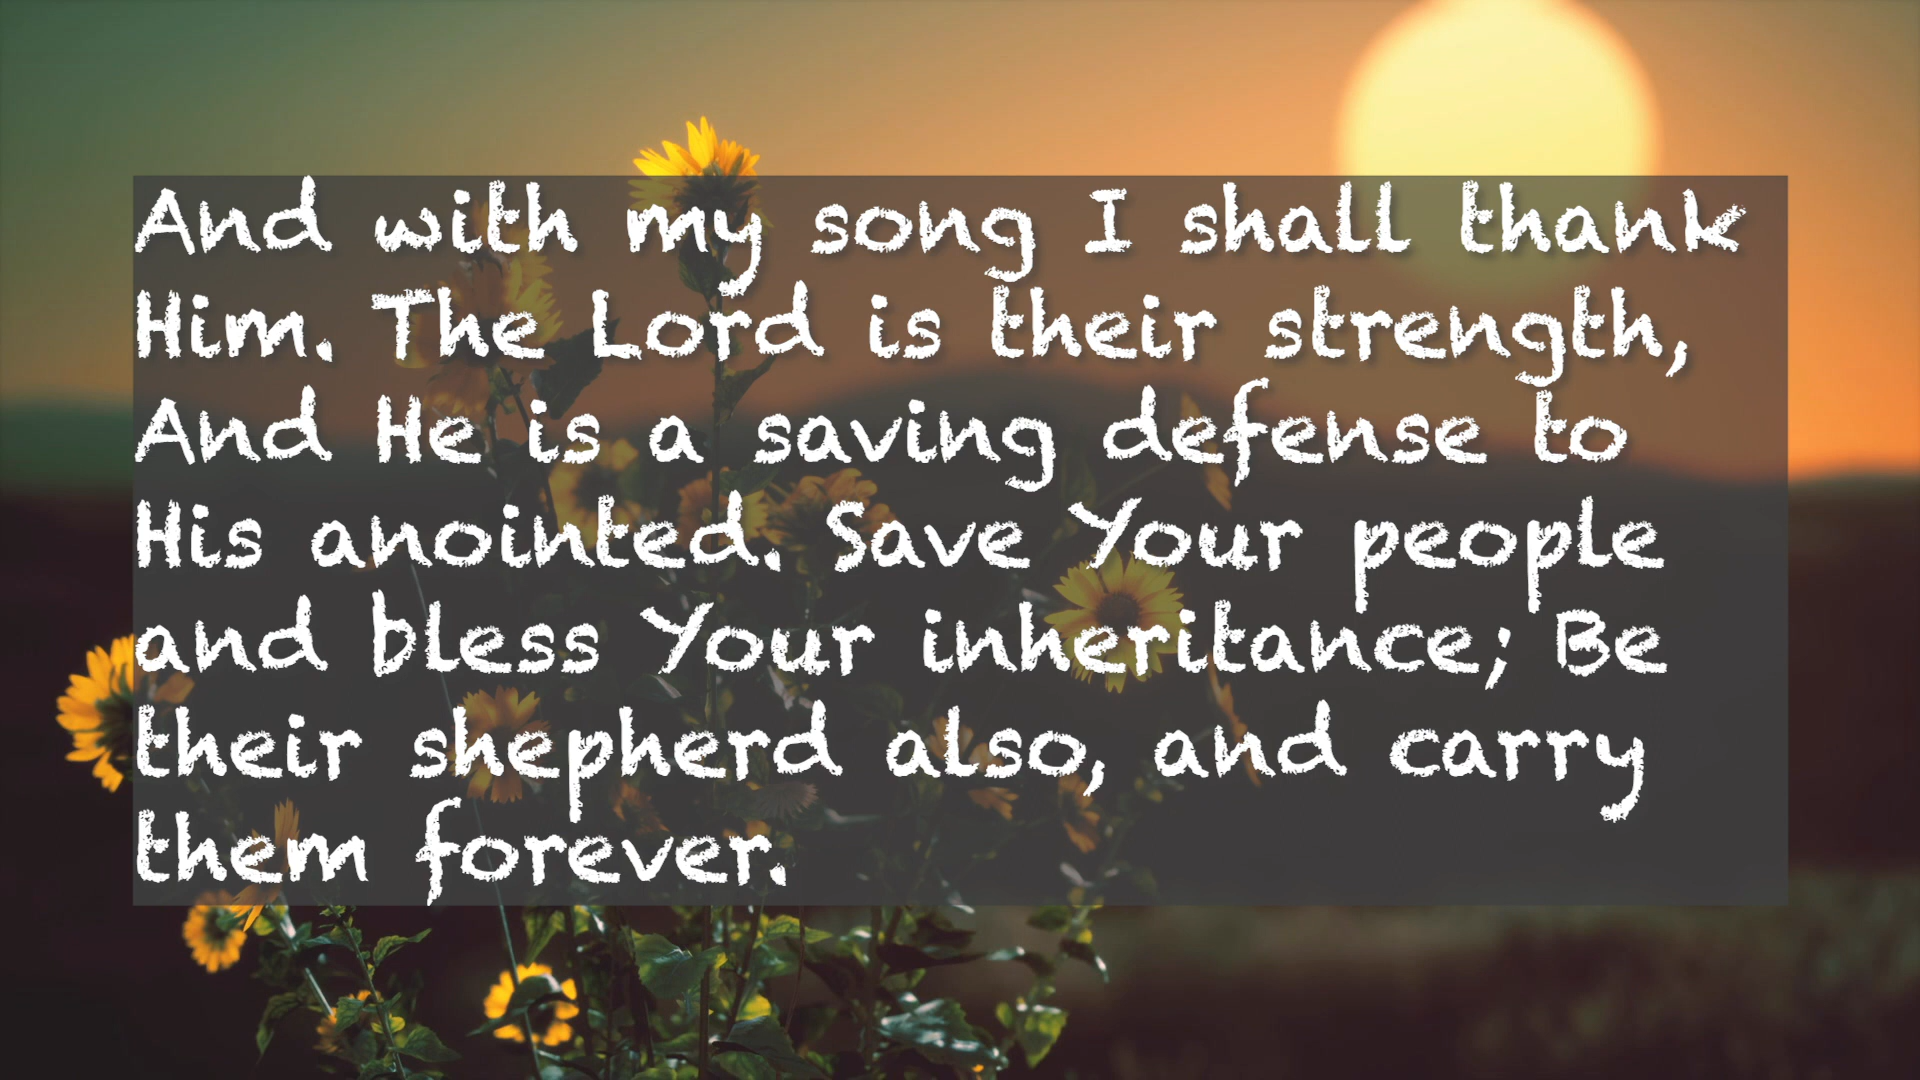 And with my song I shall thank
Him. The Lord is their strength,
And He is a saving defense to
His anointed. Save Your people
and bless Your inheritance; Be
their shepherd also, and carry
them forever.